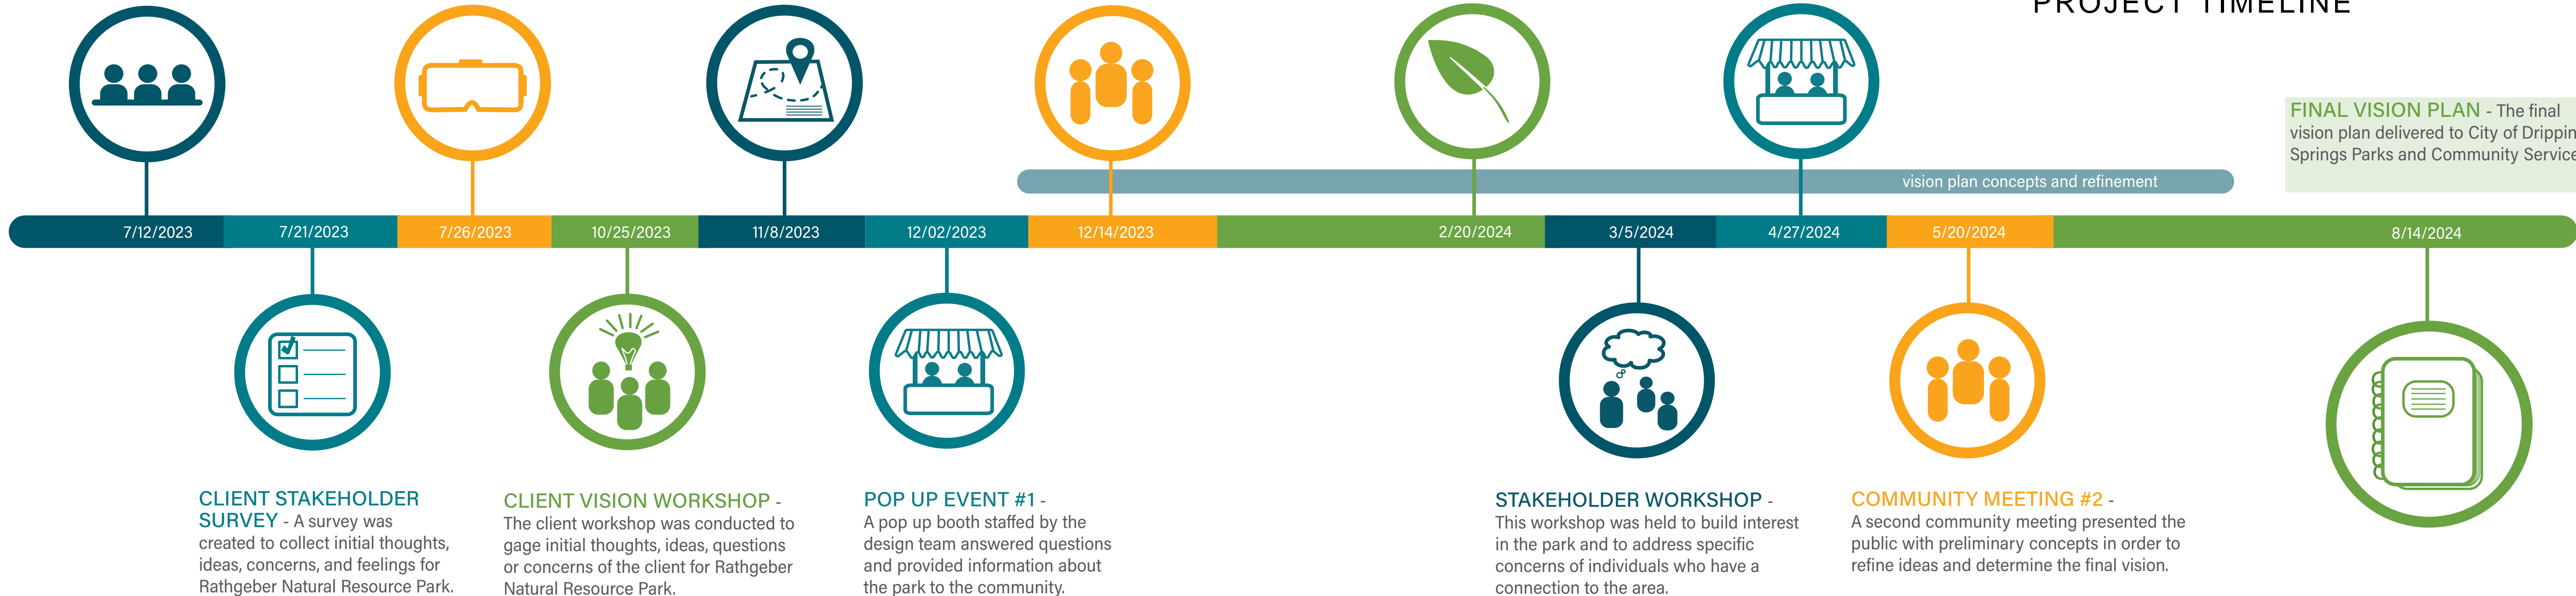 PROJECT TIMELINE
FINAL VISION PLAN - The final
vision plan delivered to City of Drippin
Springs Parks and Community Service
vision plan concepts and refinement
7/12/2023
7/21/2023
7/26/2023
10/25/2023
11/8/2023
12/02/2023
12/14/2023
2/20/2024
3/5/2024
4/27/2024
5/20/2024
8/14/2024
CLIENT STAKEHOLDER
SURVEY - A survey was
created to collect initial thoughts,
ideas, concerns, and feelings for
Rathgeber Natural Resource Park.
CLIENT VISION WORKSHOP -
The client workshop was conducted to
gage initial thoughts, ideas, questions
or concerns of the client for Rathgeber
Natural Resource Park.
POP UP EVENT #1 -
A pop up booth staffed by the
design team answered questions
and provided information about
the park to the community.
STAKEHOLDER WORKSHOP -
This workshop was held to build interest
in the park and to address specific
concerns of individuals who have a
connection to the area.
COMMUNITY MEETING #2 -
A second community meeting presented the
public with preliminary concepts in order to
refine ideas and determine the final vision.